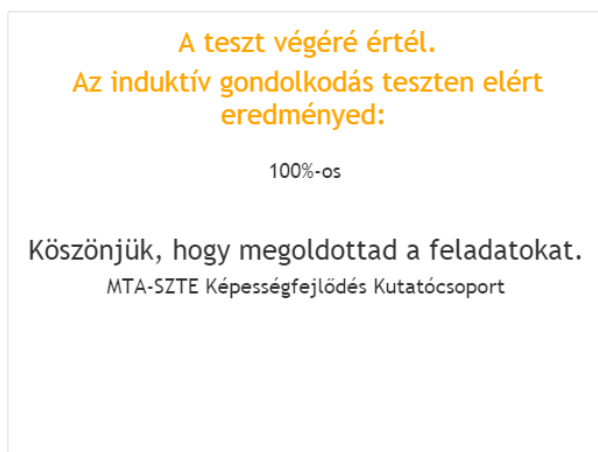 A teszt végéré értél.
Az induktív gondolkodás teszten elért
eredményed:
100%-os
Köszönjük, hogy megoldottad a feladatokat.
MTA-SZTE Képességfejlődés Kutatócsoport